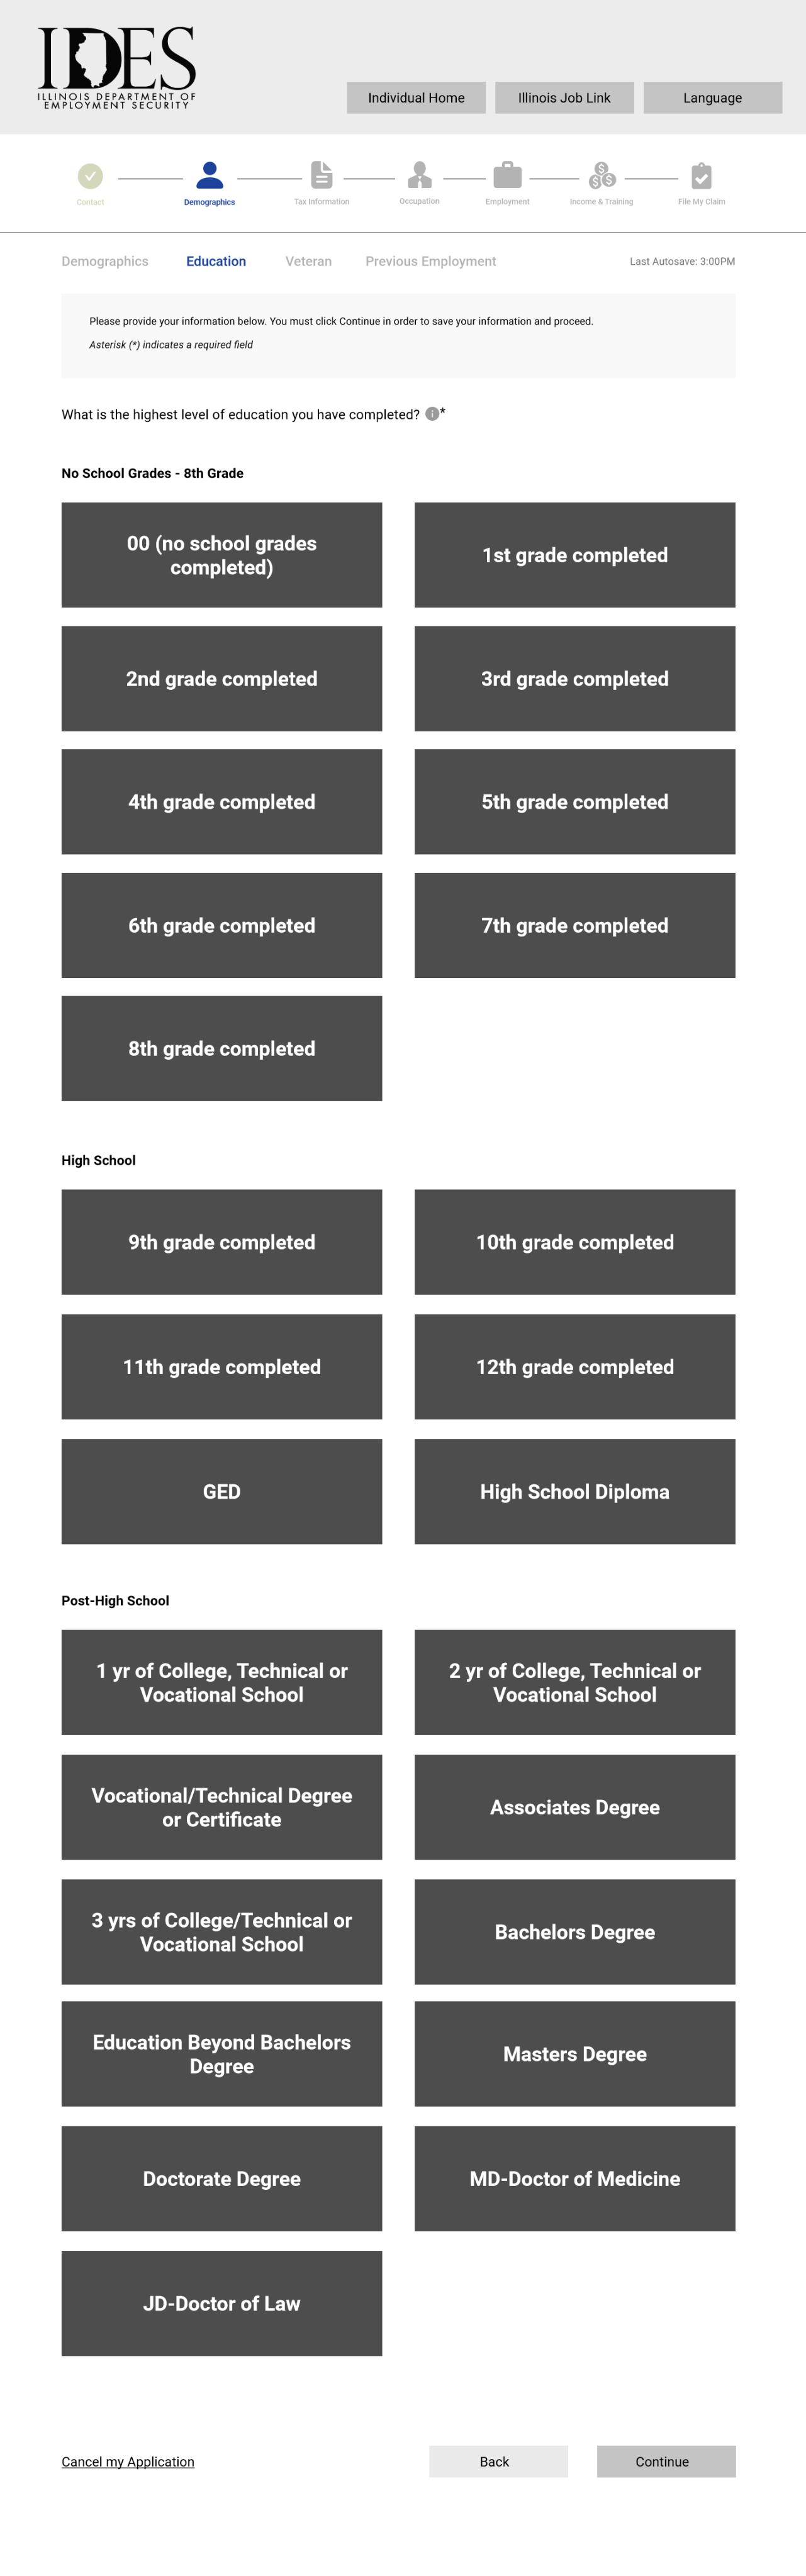 IDES
ILLINOIS DEPARTMENT OF
EMPLOYMENT SECURITY
Individual Home
Illinois Job Link
Language
Contact
Demographics
Tax Information
Occupation
Employment
Income & Training
File My Claim
Demographics
Education
Veteran
Previous Employment
Last Autosave: 3:00PM
Please provide your information below. You must click Continue in order to save your information and proceed.
Asterisk (*) indicates a required field
What is the highest level of education you have completed? i*
No School Grades - 8th Grade
00 (no school grades
completed)
1st grade completed
2nd grade completed
3rd grade completed
4th grade completed
5th grade completed
6th grade completed
7th grade completed
8th grade completed
High School
9th grade completed
10th grade completed
11th grade completed
12th grade completed
GED
High School Diploma
Post-High School
1 yr of College, Technical or
Vocational School
2 yr of College, Technical or
Vocational School
Vocational/Technical Degree
or Certificate
Associates Degree
3 yrs of College/Technical or
Vocational School
Bachelors Degree
Education Beyond Bachelors
Degree
Masters Degree
Doctorate Degree
MD-Doctor of Medicine
JD-Doctor of Law
Cancel my Application
Back
Continue